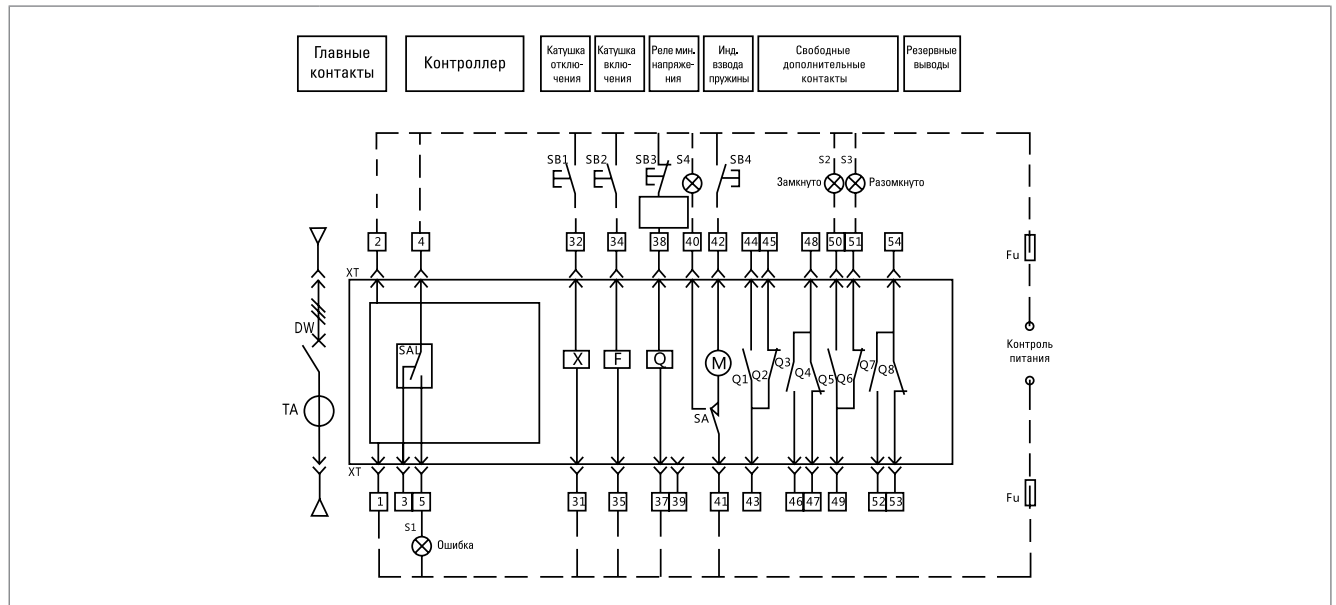 Главные
контакты
Контроллер
Катушка
отклю-
чения
Катушка
вклю-
чения
Реле мин.
напряже-
ния
Инд.
взвода
пружины
Свободные
дополнительные
контакты
Резервные
выводы
SB1
SB2
SB3
S4
SB4
S2
S3
Замкнуто
Разомкнуто
2
4
32
34
38
40
42
44
45
48
50
51
54
Fu
XT
DW
SAL
X
F
Q
M
Q1
Q2
Q3
Q4
Q5
Q6
Q7
Q8
Контроль
питания
TA
SA
XT
1
3
5
31
35
37
39
41
43
46
47
49
52
53
Fu
S1
Ошибка